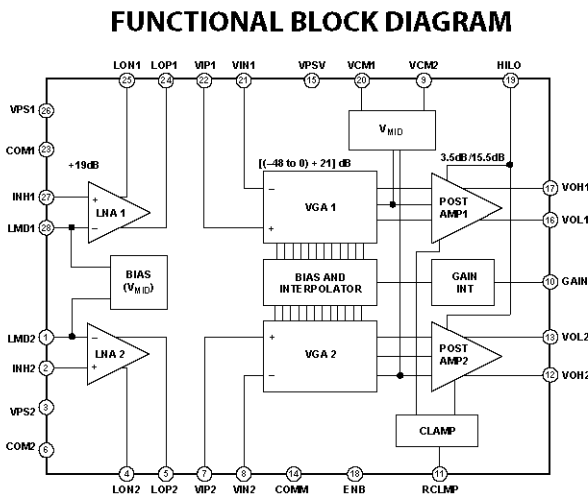 FUNCTIONAL BLOCK DIAGRAM
LON1 LOP1 VIP1 VIN1 VPSV VCM1 VCM2 HILO
25 24 22 21 15 20 9 19
VPS1 26
COM1 23
INH1 27
LMD1 28
+19dB
+
LNA 1
−
BIAS
(VMID)
LMD2 1
INH2 2
−
LNA 2
+
VPS2 3
COM2 6
VMID
[(−48 to 0) + 21] dB
−
VGA 1
+
BIAS AND
INTERPOLATOR
+
VGA 2
−
3.5dB/15.5dB
POST
AMP1
GAIN
INT
POST
AMP2
CLAMP
17 VOH1
16 VOL1
10 GAIN
13 VOL2
12 VOH2
4 5 7 8 14 18 11
LON2 LOP2 VIP2 VIN2 COMM ENB RCLMP